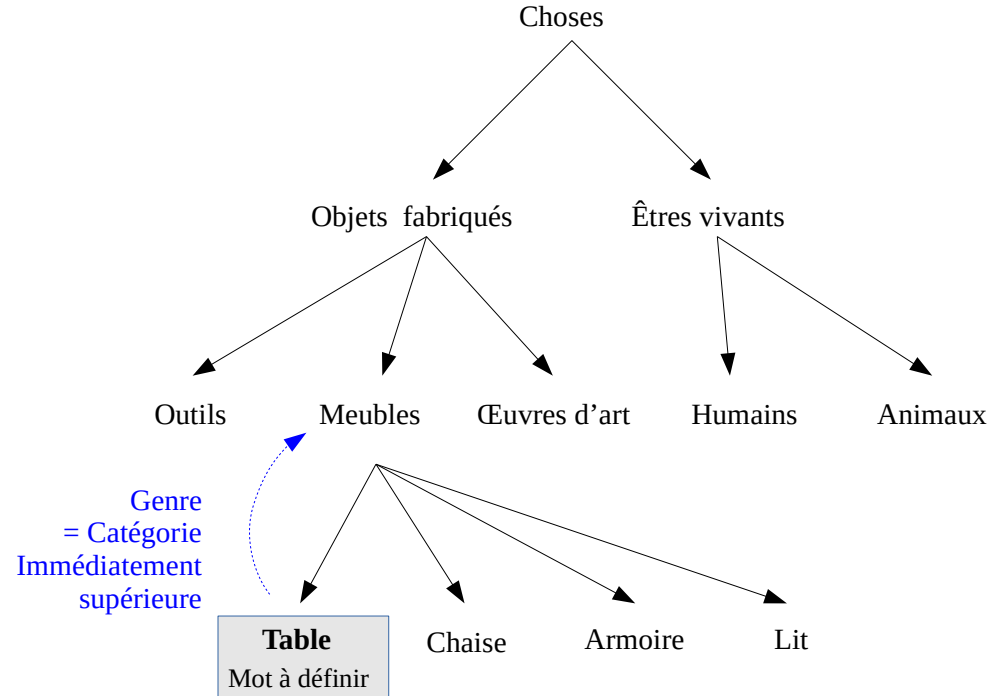 Choses
Objets fabriqués
Êtres vivants
Outils
Meubles
Œuvres d’art
Humains
Animaux
Genre
= Catégorie
Immédiatement
supérieure
Table
Mot à définir
Chaise
Armoire
Lit